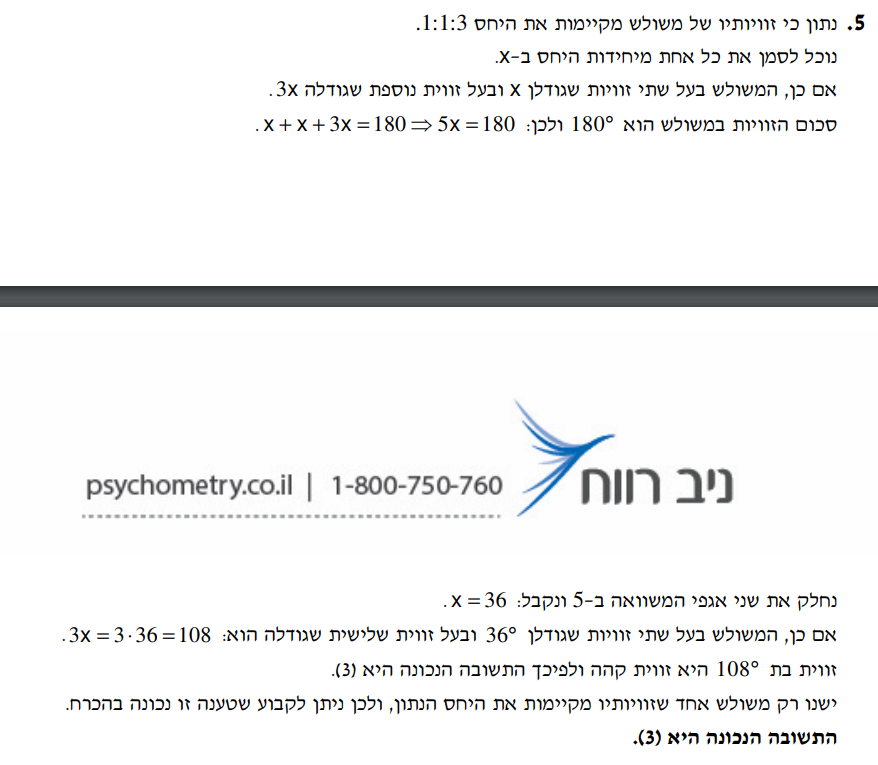 5. נתון כי זוויותיו של משולש מקיימות את היחס 1:1:3.
נוכל לסמן את כל אחת מיחידות היחס ב-x.
אם כן, המשולש בעל שתי זוויות שגודלן x ובעל זווית נוספת שגודלה 3x.
סכום הזוויות במשולש הוא 180° ולכן: x + x + 3x = 180 ⇒ 5x = 180.
psychometry.co.il | 1-800-750-760 ניב רווח
נחלק את שני אגפי המשוואה ב-5 ונקבל: x = 36.
אם כן, המשולש בעל שתי זוויות שגודלן 36° ובעל זווית שלישית שגודלה הוא: 3x = 3·36 = 108.
זווית בת 108° היא זווית קהה ולפיכך התשובה הנכונה היא (3).
ישנו רק משולש אחד שזוויותיו מקיימות את היחס הנתון, ולכן ניתן לקבוע שטענה זו נכונה בהכרח.
התשובה הנכונה היא (3).